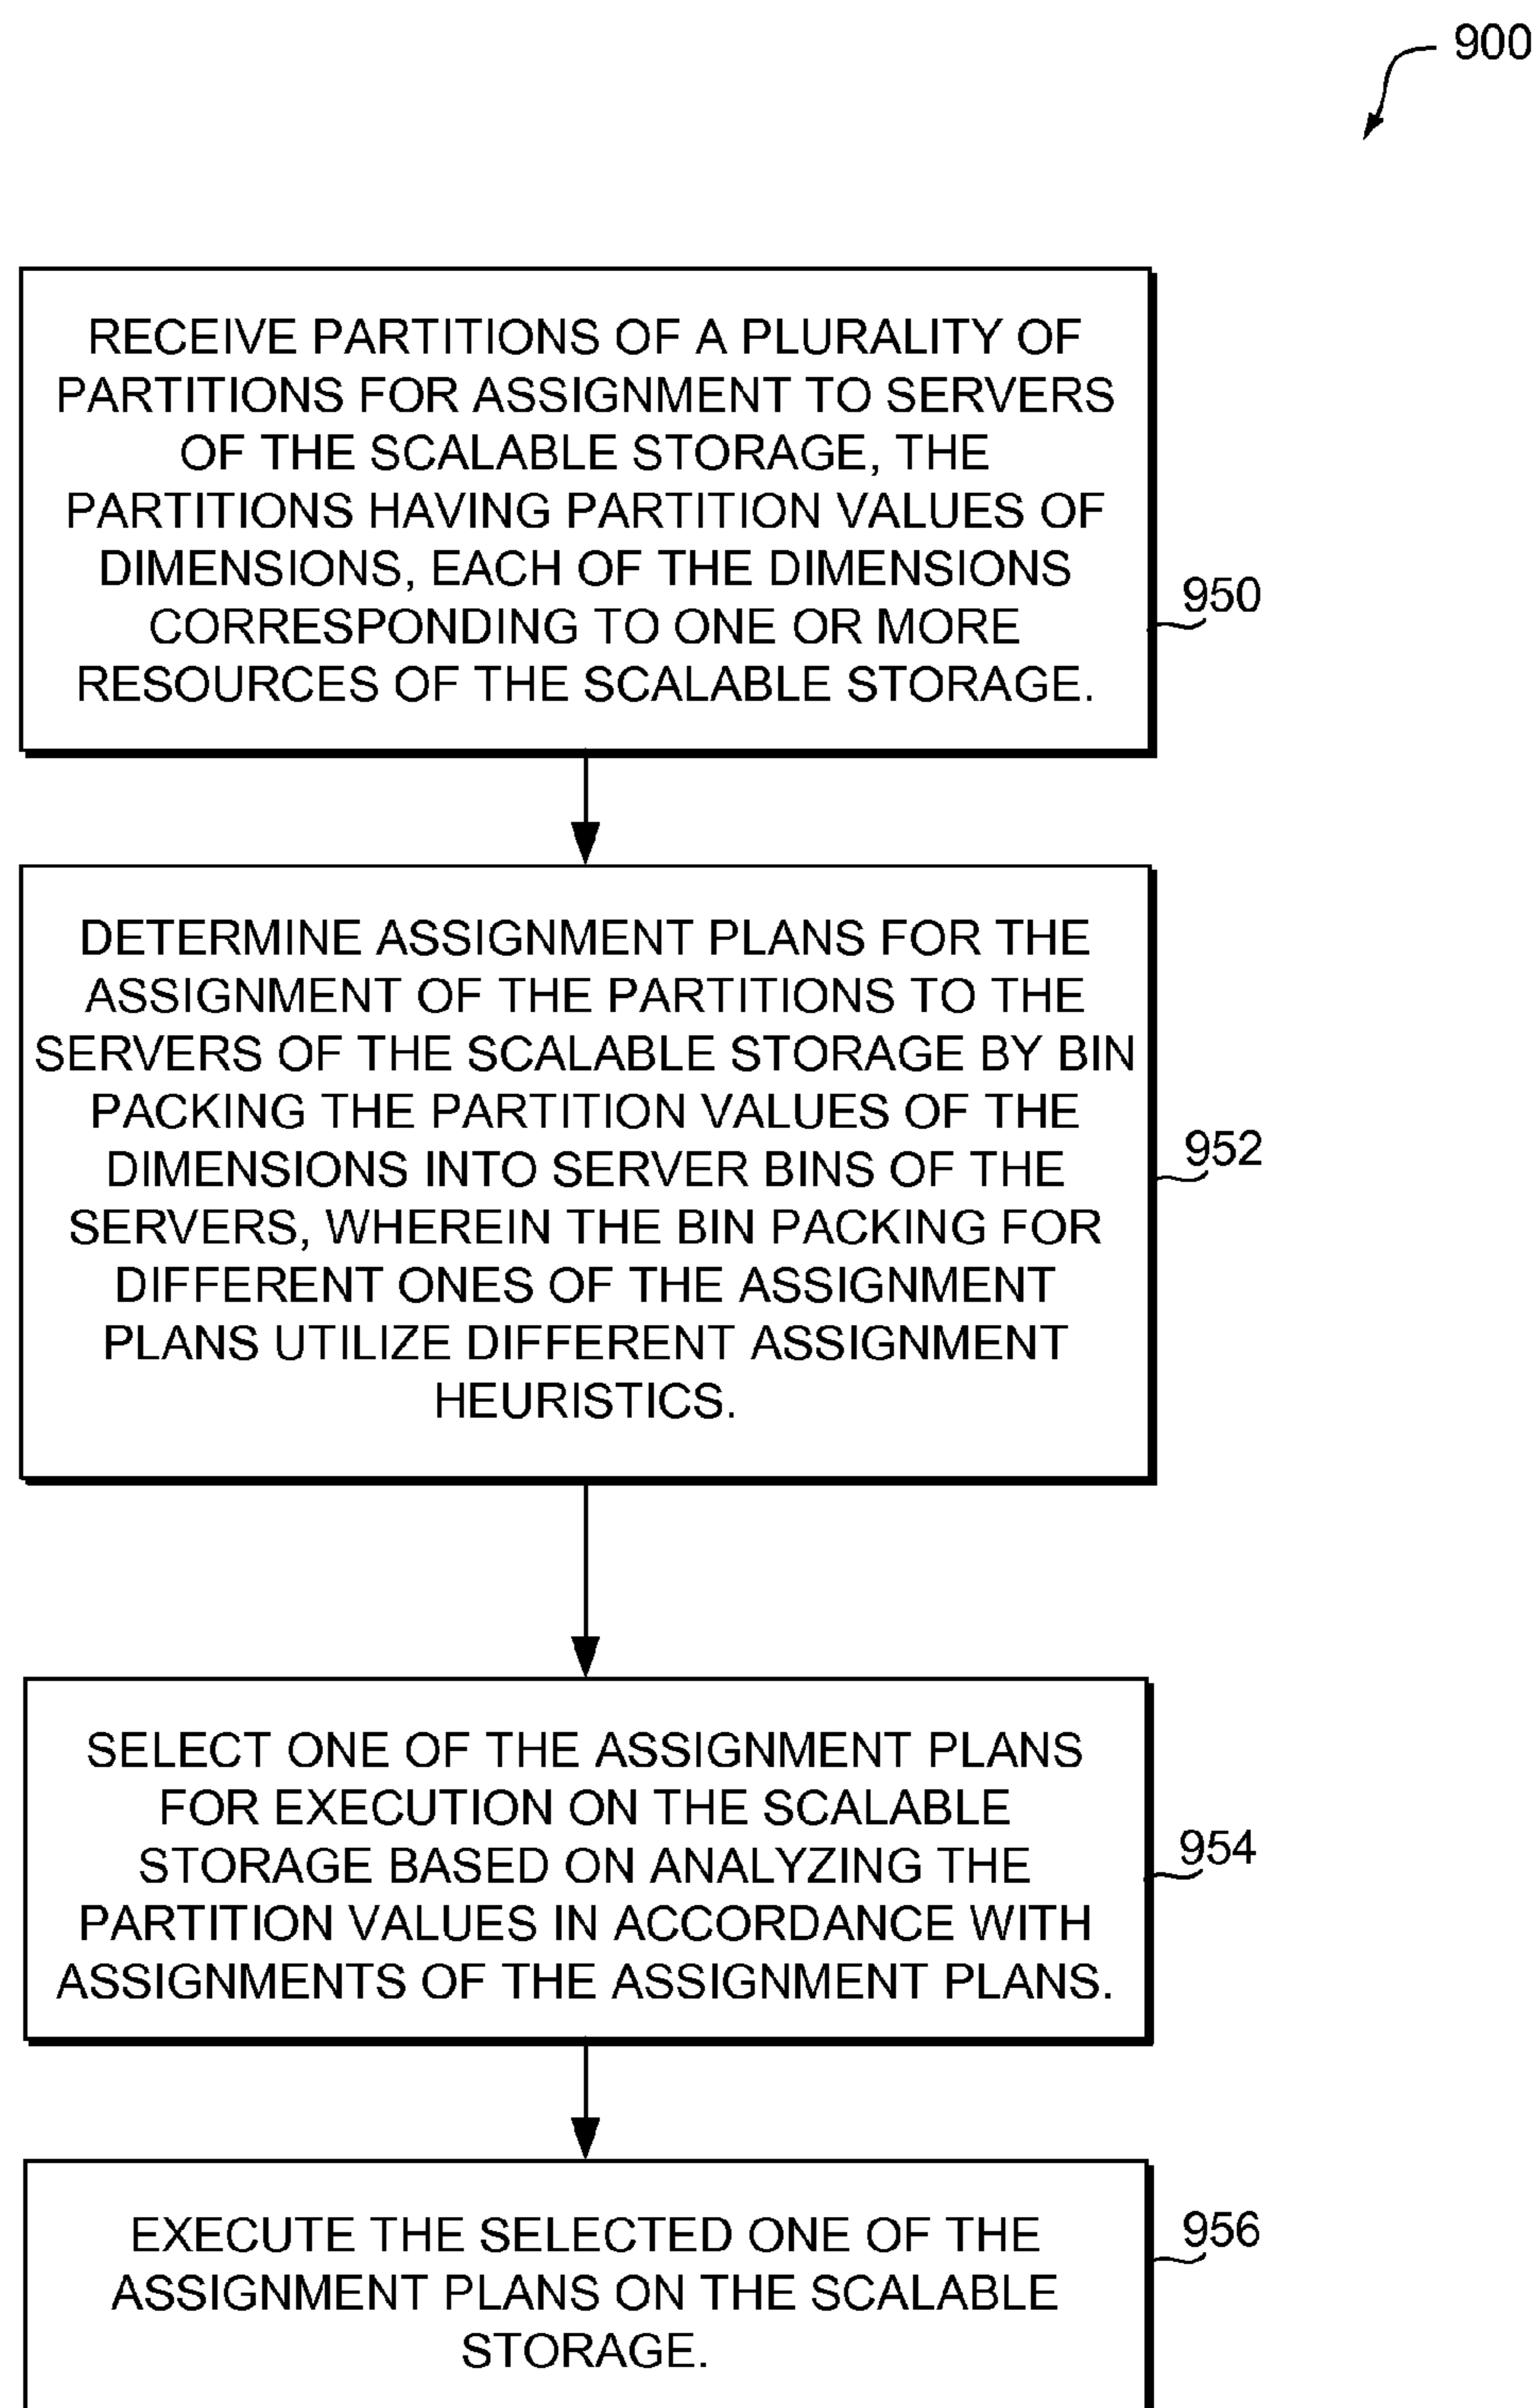 900
RECEIVE PARTITIONS OF A PLURALITY OF
PARTITIONS FOR ASSIGNMENT TO SERVERS
OF THE SCALABLE STORAGE, THE
PARTITIONS HAVING PARTITION VALUES OF
DIMENSIONS, EACH OF THE DIMENSIONS
CORRESPONDING TO ONE OR MORE
RESOURCES OF THE SCALABLE STORAGE.
950
DETERMINE ASSIGNMENT PLANS FOR THE
ASSIGNMENT OF THE PARTITIONS TO THE
SERVERS OF THE SCALABLE STORAGE BY BIN
PACKING THE PARTITION VALUES OF THE
DIMENSIONS INTO SERVER BINS OF THE
SERVERS, WHEREIN THE BIN PACKING FOR
DIFFERENT ONES OF THE ASSIGNMENT
PLANS UTILIZE DIFFERENT ASSIGNMENT
HEURISTICS.
952
SELECT ONE OF THE ASSIGNMENT PLANS
FOR EXECUTION ON THE SCALABLE
STORAGE BASED ON ANALYZING THE
PARTITION VALUES IN ACCORDANCE WITH
ASSIGNMENTS OF THE ASSIGNMENT PLANS.
954
EXECUTE THE SELECTED ONE OF THE
ASSIGNMENT PLANS ON THE SCALABLE
STORAGE.
956